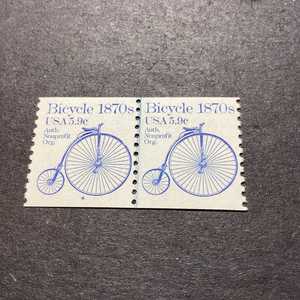 Bicycle 1870s
USA 5.9c
Auth.
Nonprofit
Org.
4
Bicycle 1870s
USA 5.9c
Auth.
Nonprofit
Org.